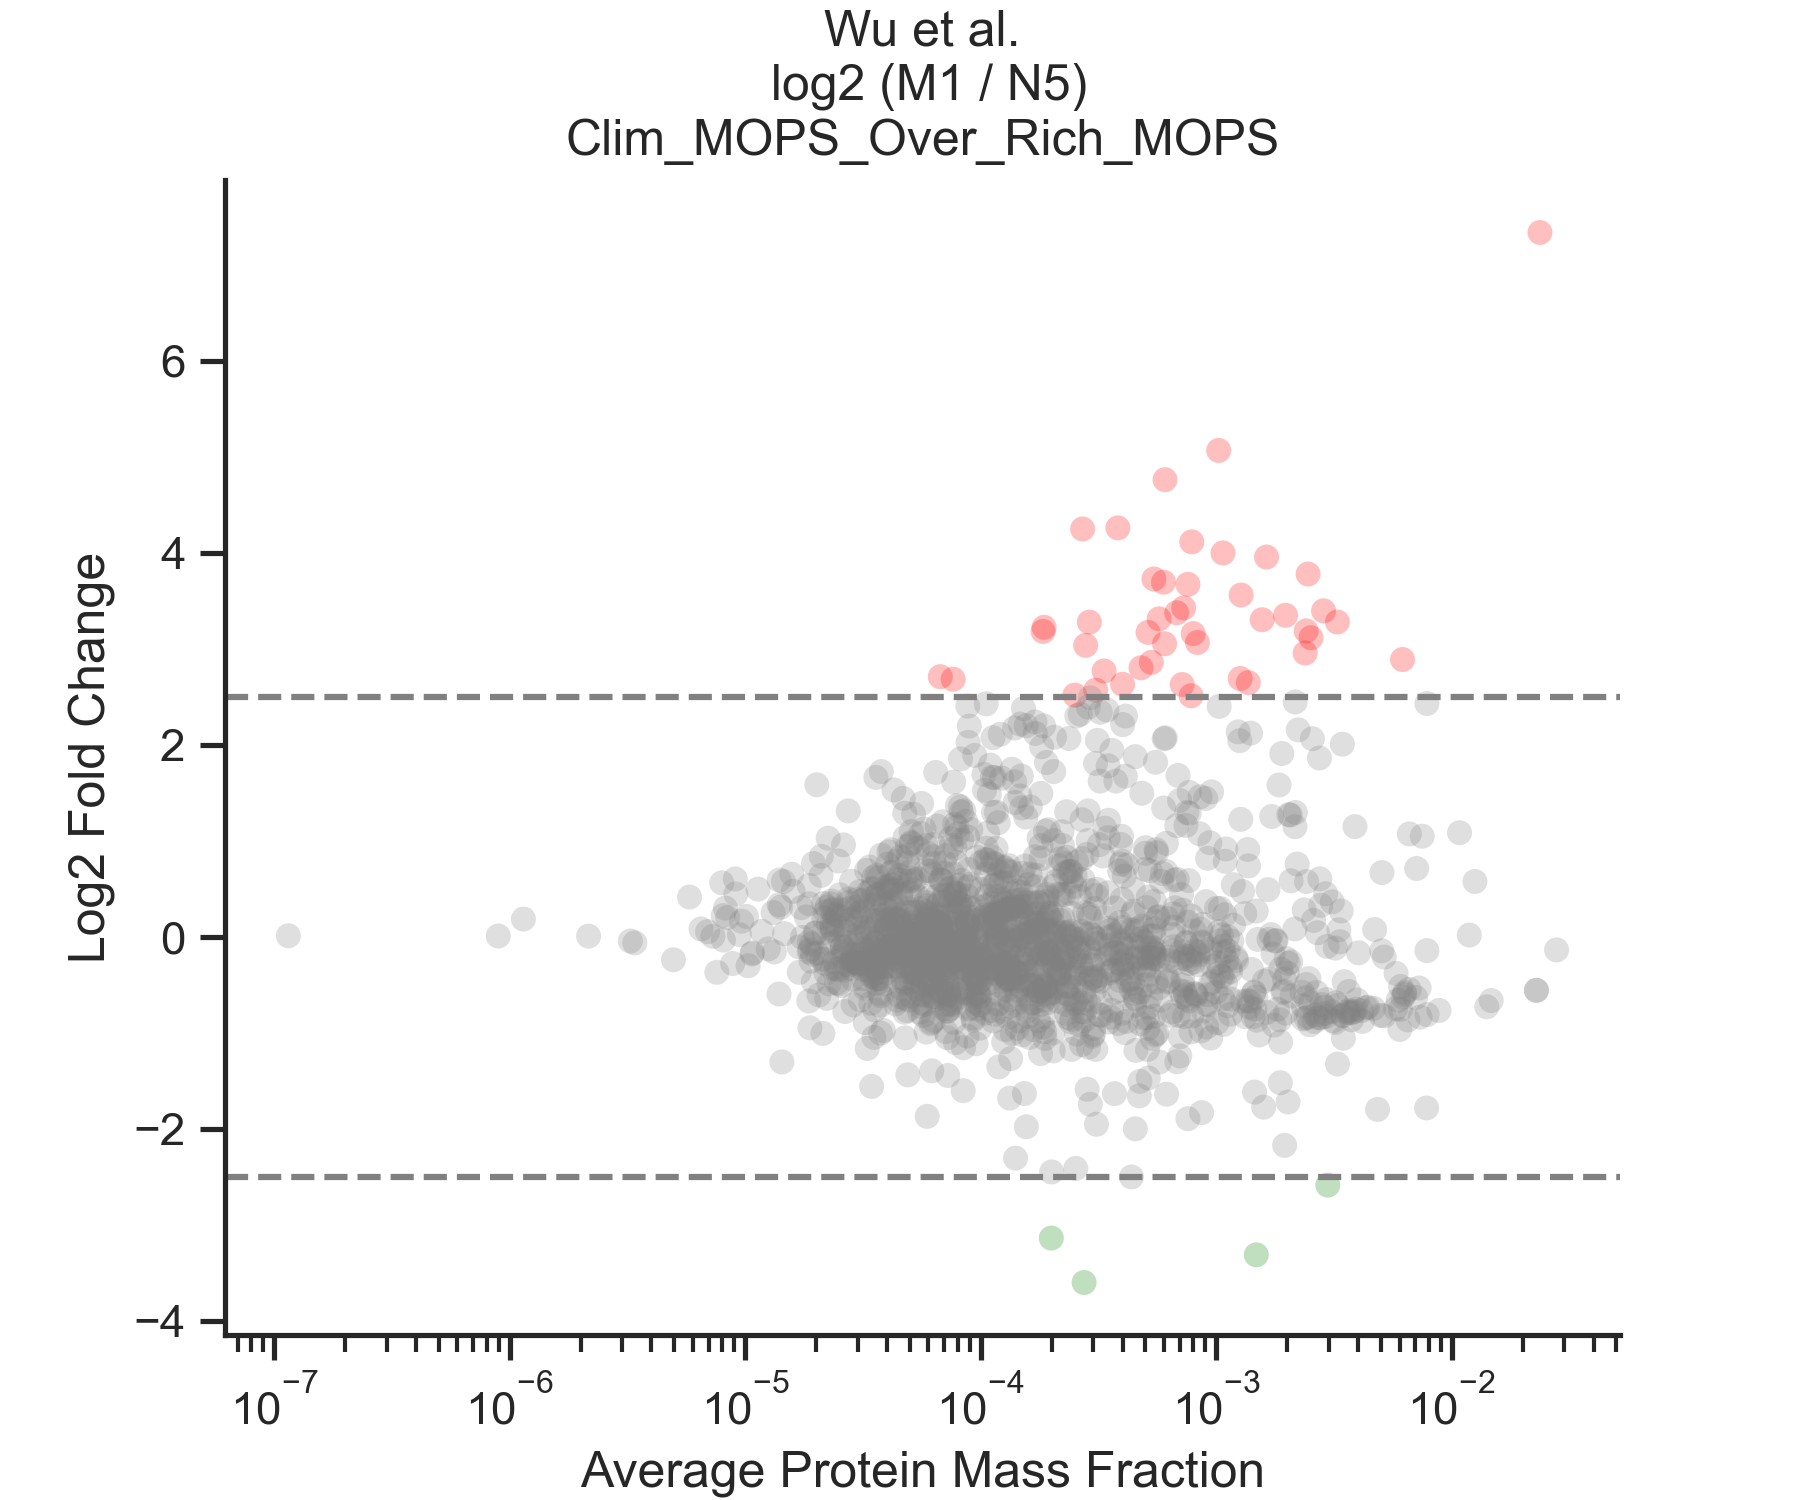 Wu et al.
log2 (M1 / N5)
Clim_MOPS_Over_Rich_MOPS
6
4
2
0
−2
−4
Log2 Fold Change
10−7 10−6 10−5 10−4 10−3 10−2
Average Protein Mass Fraction